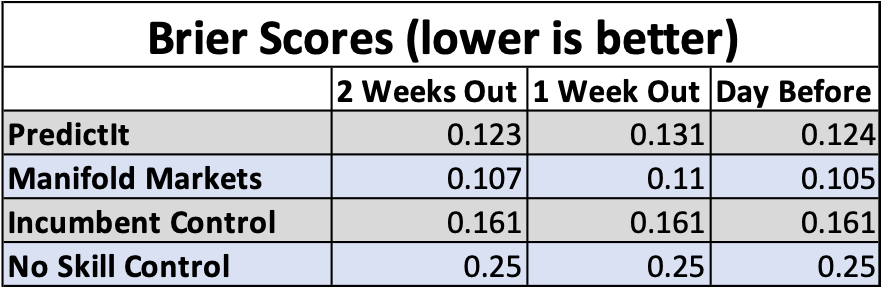 Brier Scores (lower is better)
2 Weeks Out 1 Week Out Day Before
PredictIt 0.123 0.131 0.124
Manifold Markets 0.107 0.11 0.105
Incumbent Control 0.161 0.161 0.161
No Skill Control 0.25 0.25 0.25